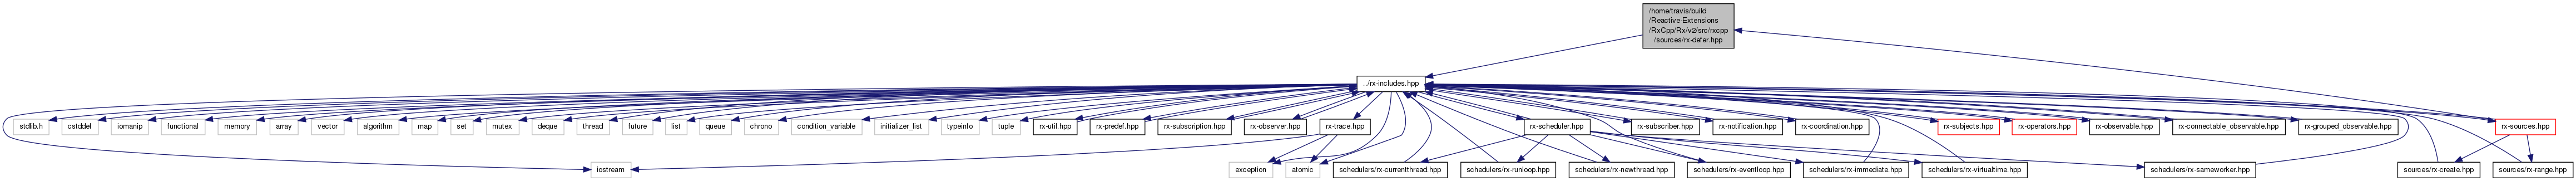 /home/travis/build
/Reactive-Extensions
/RxCpp/Rx/v2/src/rxcpp
/sources/rx-defer.hpp
../rx-includes.hpp
stdlib.h
cstddef
iomanip
functional
memory
array
vector
algorithm
map
set
mutex
deque
thread
future
list
queue
chrono
condition_variable
initializer_list
typeinfo
tuple
rx-util.hpp
rx-predef.hpp
rx-subscription.hpp
rx-observer.hpp
rx-trace.hpp
rx-scheduler.hpp
rx-subscriber.hpp
rx-notification.hpp
rx-coordination.hpp
rx-subjects.hpp
rx-operators.hpp
rx-observable.hpp
rx-connectable_observable.hpp
rx-grouped_observable.hpp
rx-sources.hpp
iostream
exception
atomic
schedulers/rx-currentthread.hpp
schedulers/rx-runloop.hpp
schedulers/rx-newthread.hpp
schedulers/rx-eventloop.hpp
schedulers/rx-immediate.hpp
schedulers/rx-virtualtime.hpp
schedulers/rx-sameworker.hpp
sources/rx-create.hpp
sources/rx-range.hpp